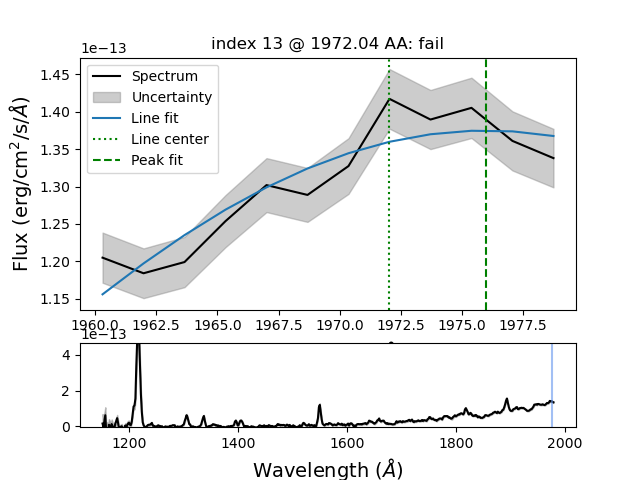 index 13 @ 1972.04 AA: fail
1e−13
Spectrum
Uncertainty
Line fit
Line center
Peak fit
Flux (erg/cm²/s/Å)
1.45
1.40
1.35
1.30
1.25
1.20
1.15
1960.0 1962.5 1965.0 1967.5 1970.0 1972.5 1975.0 1977.5
1e−13
4
2
0
1200 1400 1600 1800 2000
Wavelength (Å)